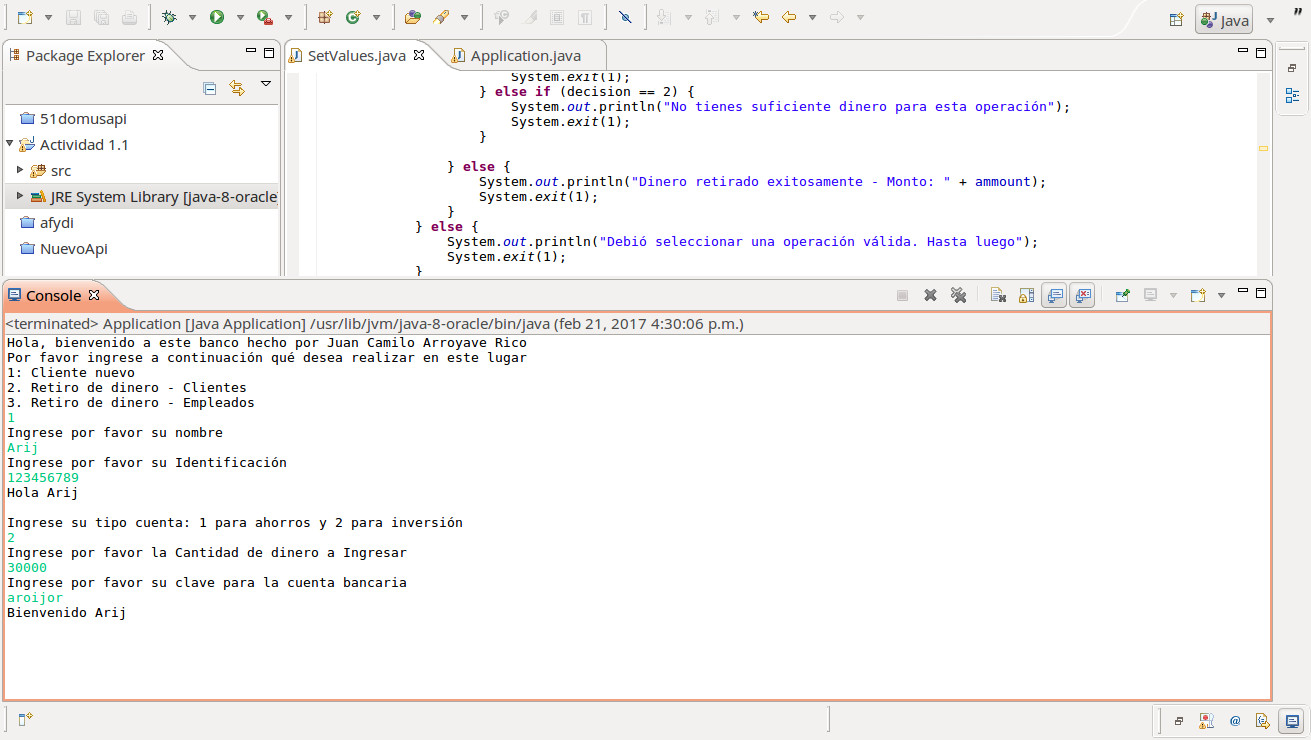 Java
"
Package Explorer
SetValues.java
Application.java
51domusapi
Actividad 1.1
src
JRE System Library [java-8-oracle]
afydi
NuevoApi
System.exit(1);
} else if (decision == 2) {
System.out.println("No tienes suficiente dinero para esta operación");
System.exit(1);
}
} else {
System.out.println("Dinero retirado exitosamente - Monto: " + ammount);
System.exit(1);
}
} else {
System.out.println("Debió seleccionar una operación válida. Hasta luego");
System.exit(1);
}
Console
<terminated> Application [Java Application] /usr/lib/jvm/java-8-oracle/bin/java (feb 21, 2017 4:30:06 p.m.)
Hola, bienvenido a este banco hecho por Juan Camilo Arroyave Rico
Por favor ingrese a continuación qué desea realizar en este lugar
1: Cliente nuevo
2. Retiro de dinero - Clientes
3. Retiro de dinero - Empleados
1
Ingrese por favor su nombre
Arij
Ingrese por favor su Identificación
123456789
Hola Arij
Ingrese su tipo cuenta: 1 para ahorros y 2 para inversión
2
Ingrese por favor la Cantidad de dinero a Ingresar
30000
Ingrese por favor su clave para la cuenta bancaria
aroijor
Bienvenido Arij